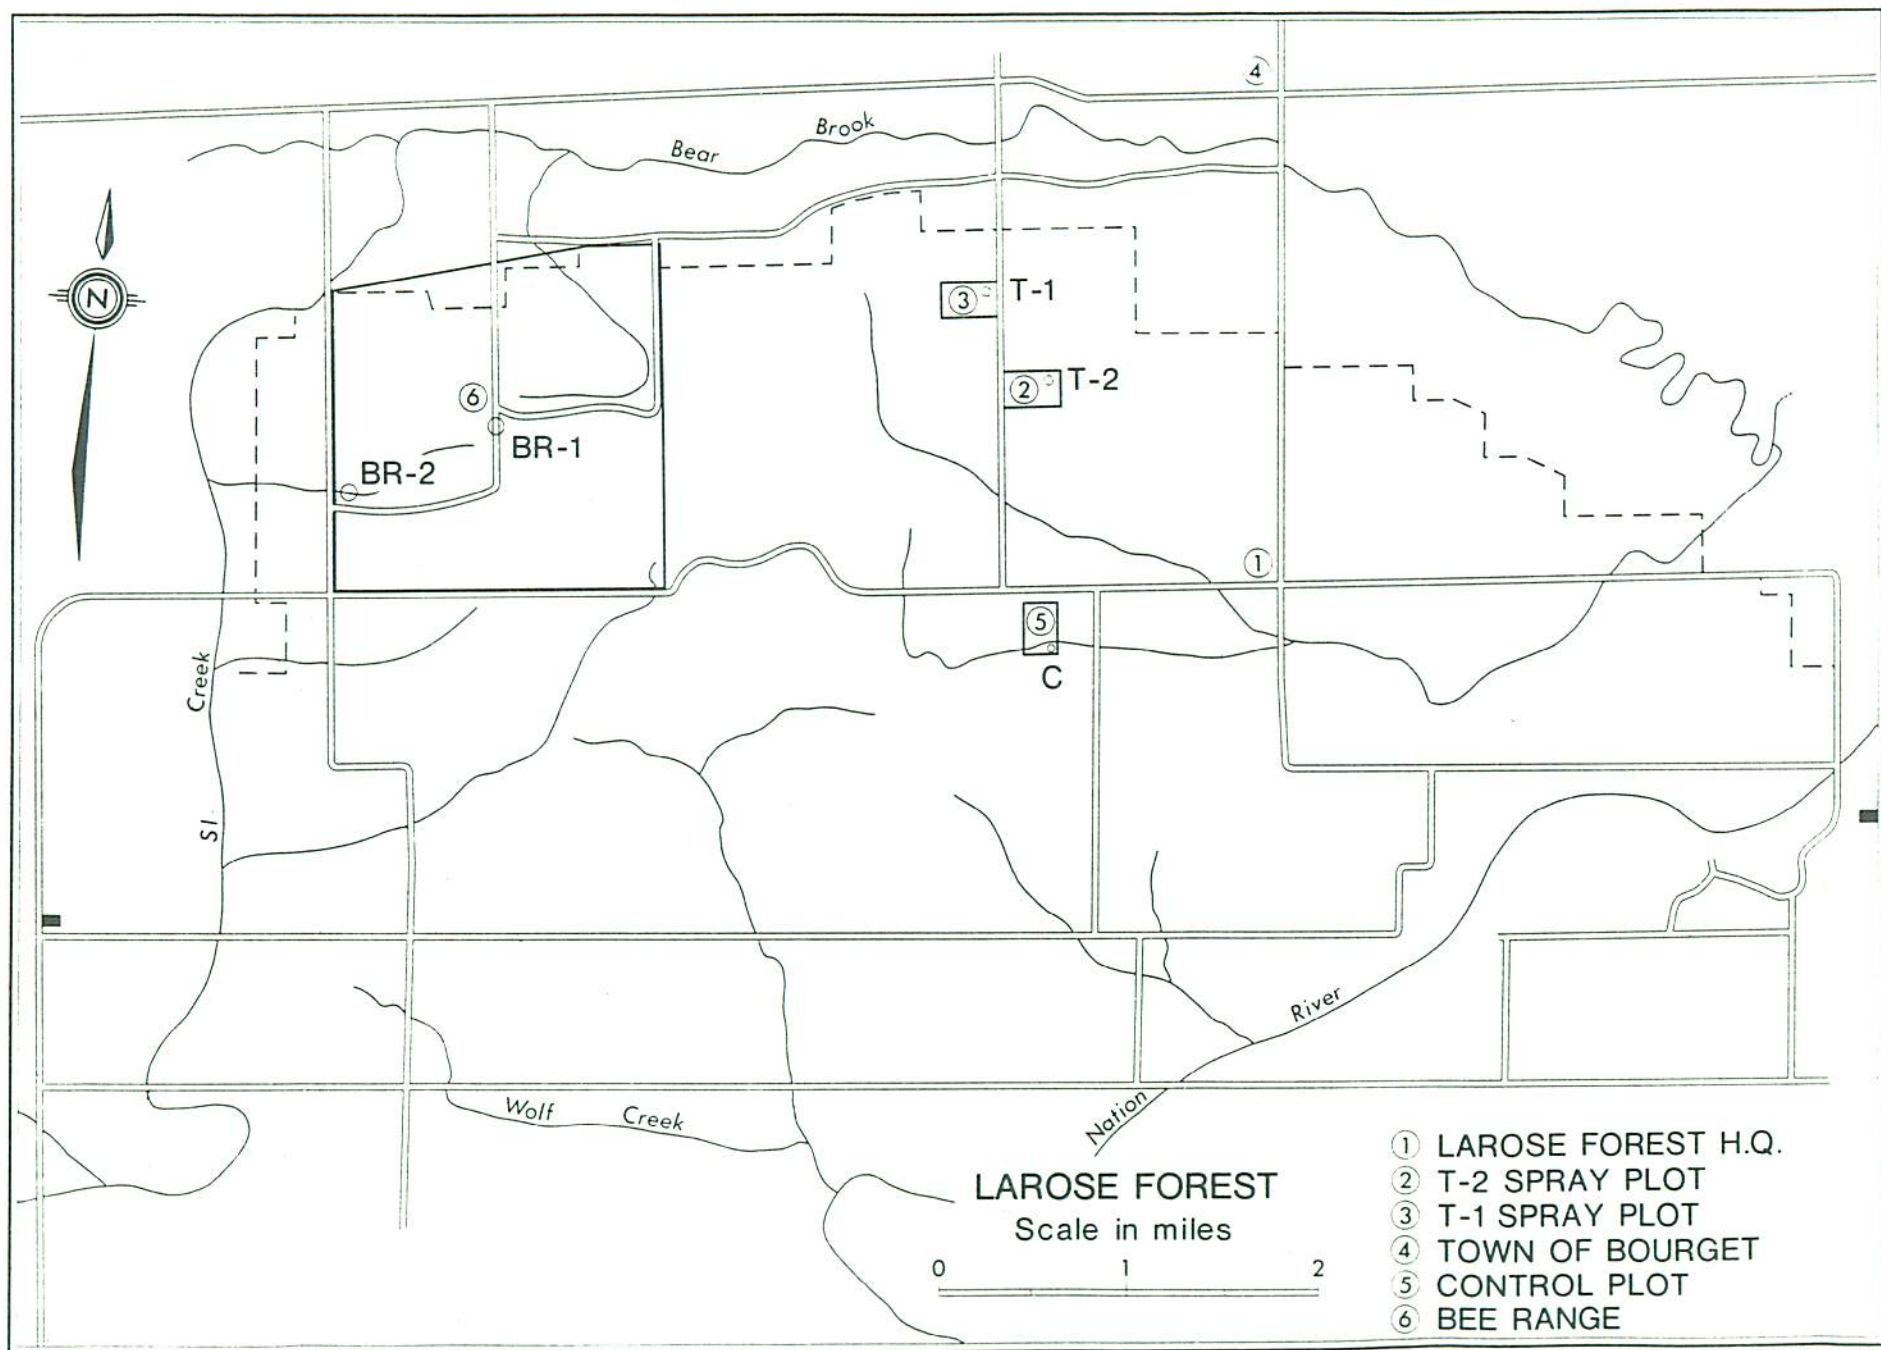 4
Bear Brook
N
3 T-1
2 T-2
6
BR-1
BR-2
1
5
C
Creek
Sl
River
Nation
Wolf Creek
LAROSE FOREST
Scale in miles
0 1 2
1 LAROSE FOREST H.Q.
2 T-2 SPRAY PLOT
3 T-1 SPRAY PLOT
4 TOWN OF BOURGET
5 CONTROL PLOT
6 BEE RANGE